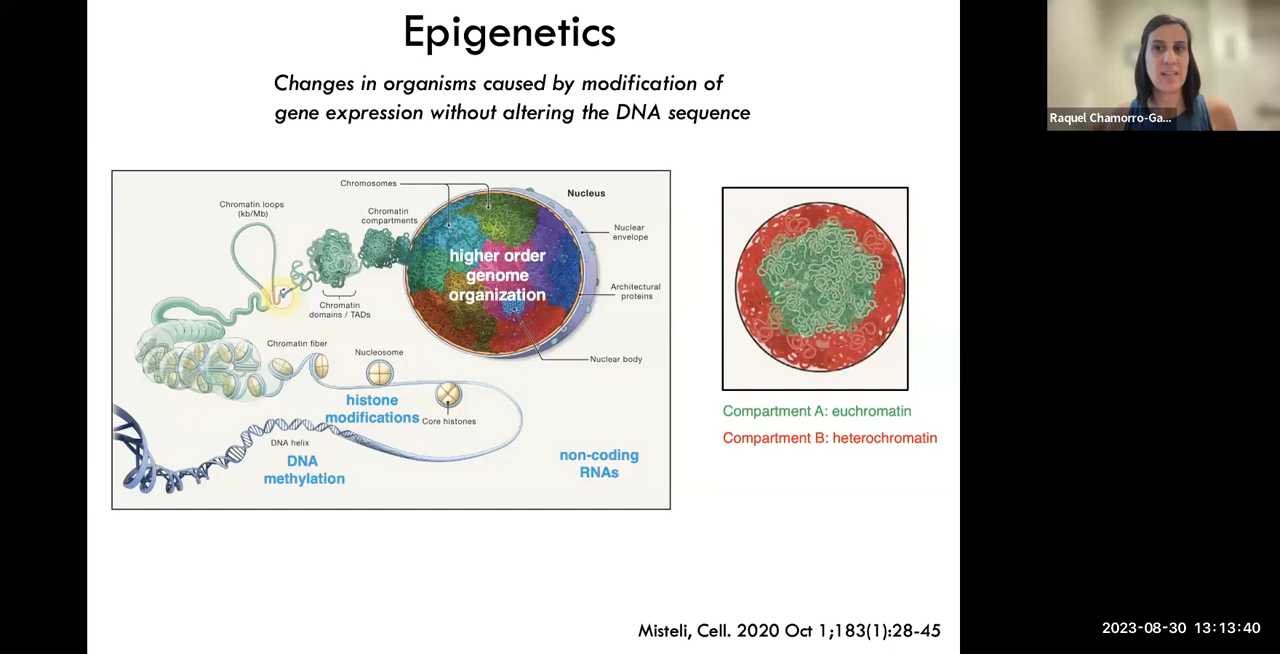 Epigenetics
Changes in organisms caused by modification of
gene expression without altering the DNA sequence
Raquel Chamorro-Ga...
Chromosomes
Nucleus
Chromatin loops
(kb/Mb)
Chromatin
compartments
Nuclear
envelope
higher order
genome
organization
Architectural
proteins
Chromatin
domains / TADs
Chromatin fiber
Nucleosome
Nuclear body
histone
modifications
Core histones
DNA helix
DNA
methylation
non-coding
RNAs
Compartment A: euchromatin
Compartment B: heterochromatin
Misteli, Cell. 2020 Oct 1;183(1):28-45
2023-08-30 13:13:40